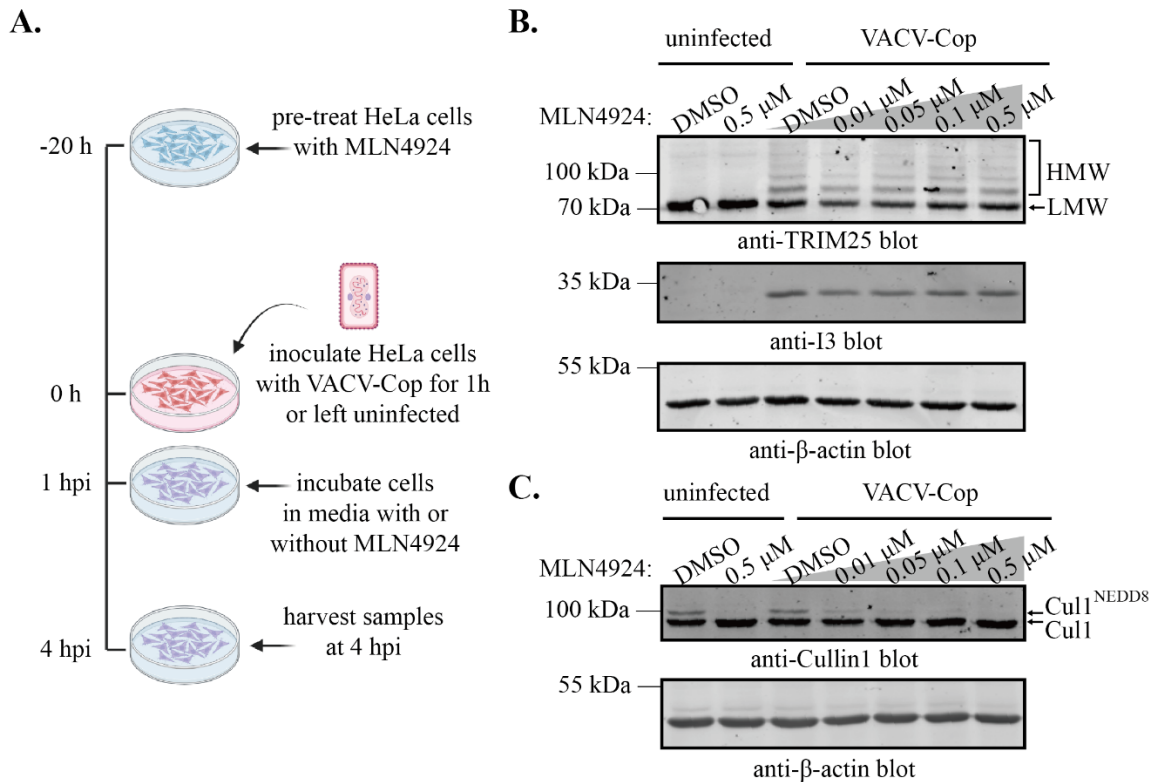 A.
-20 h
pre-treat HeLa cells
with MLN4924
0 h
inoculate HeLa cells
with VACV-Cop for 1h
or left uninfected
1 hpi
incubate cells
in media with or
without MLN4924
4 hpi
harvest samples
at 4 hpi
B.
uninfected VACV-Cop
MLN4924: DMSO 0.5 µM DMSO 0.01 µM 0.05 µM 0.1 µM 0.5 µM
100 kDa
70 kDa
HMW
LMW
anti-TRIM25 blot
35 kDa
anti-I3 blot
55 kDa
anti-β-actin blot
C.
uninfected VACV-Cop
MLN4924: DMSO 0.5 µM DMSO 0.01 µM 0.05 µM 0.1 µM 0.5 µM
100 kDa
Cul1NEDD8
Cul1
anti-Cullin1 blot
55 kDa
anti-β-actin blot